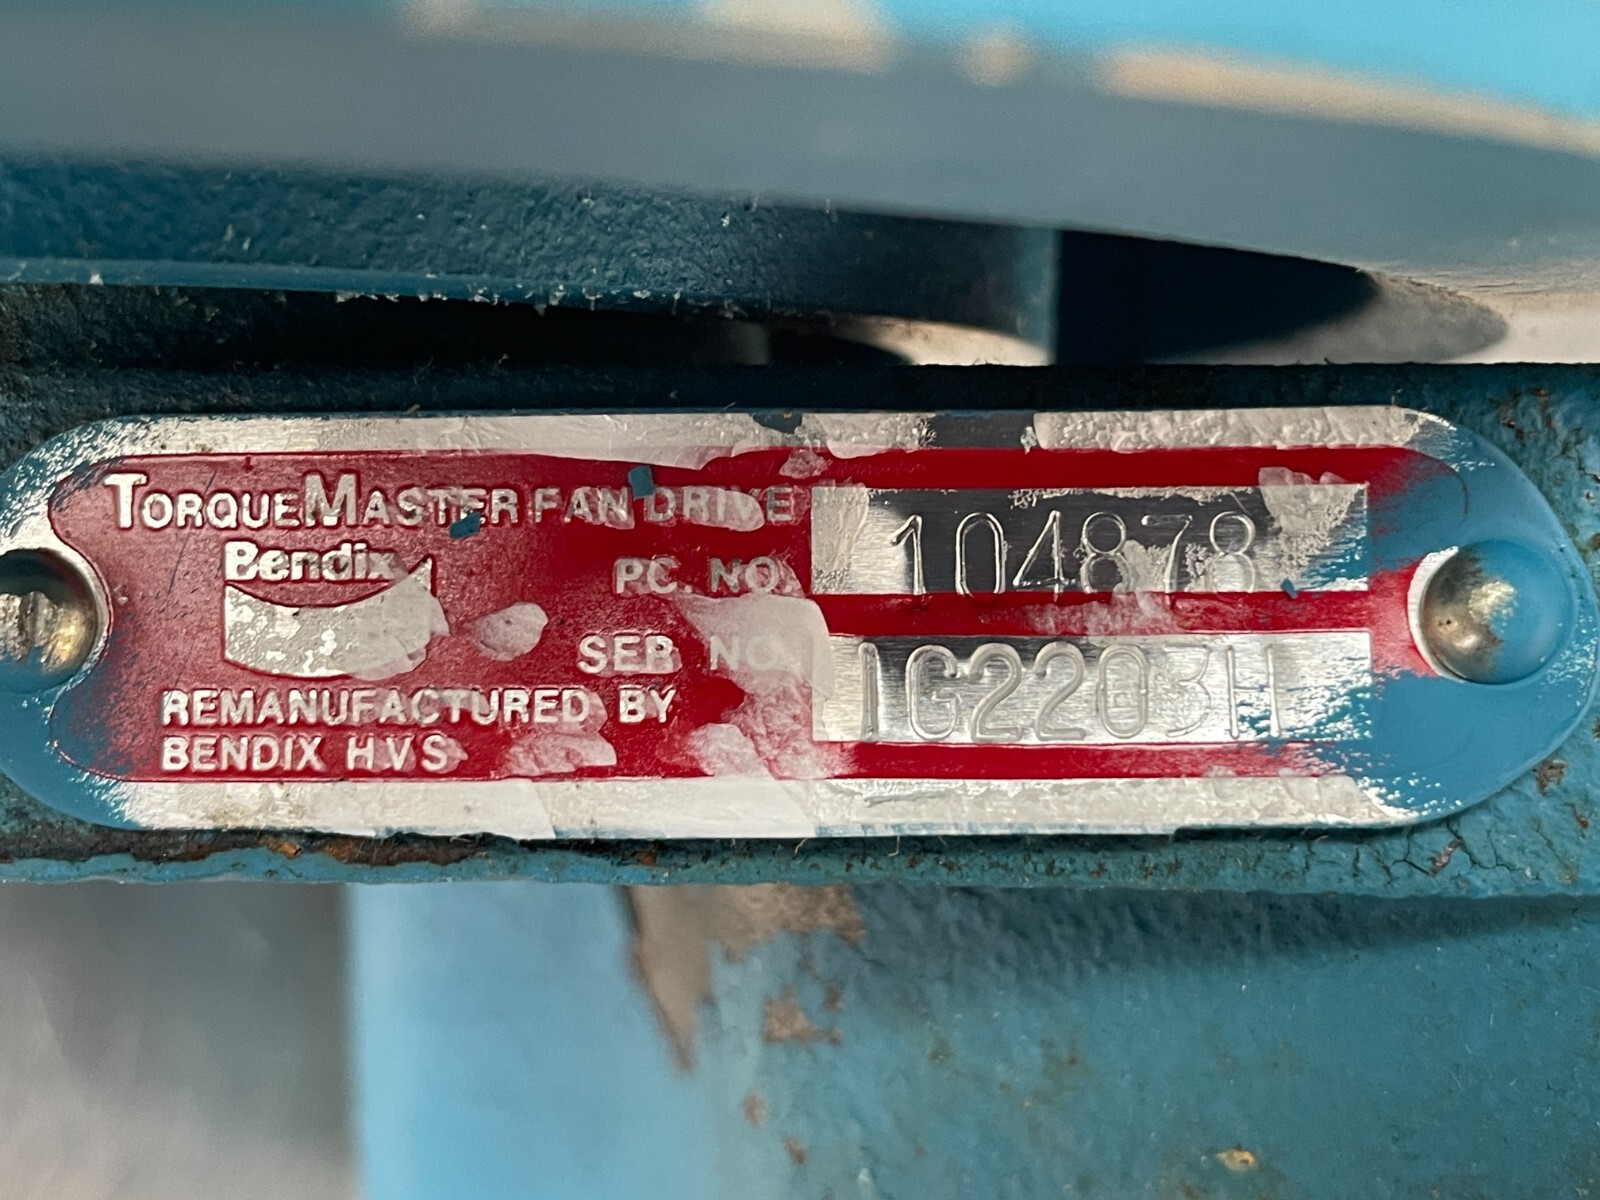 TORQUEMASTER FAN DRIVE
Bendix
PC. NO. 104878
SER NO. 1G2203H
REMANUFACTURED BY
BENDIX H.V.S